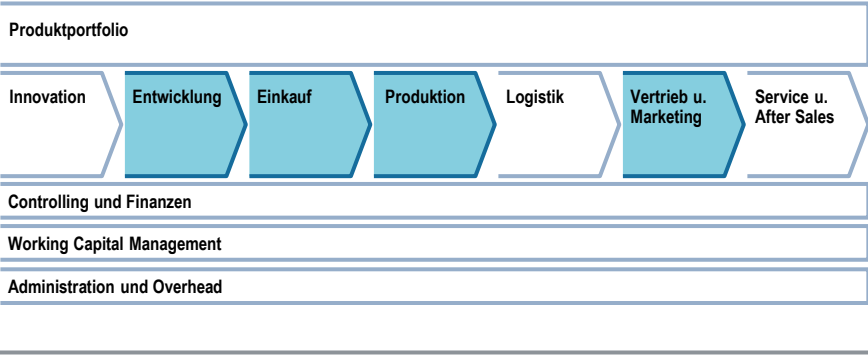 Produktportfolio
Innovation
Entwicklung
Einkauf
Produktion
Logistik
Vertrieb u.
Marketing
Service u.
After Sales
Controlling und Finanzen
Working Capital Management
Administration und Overhead